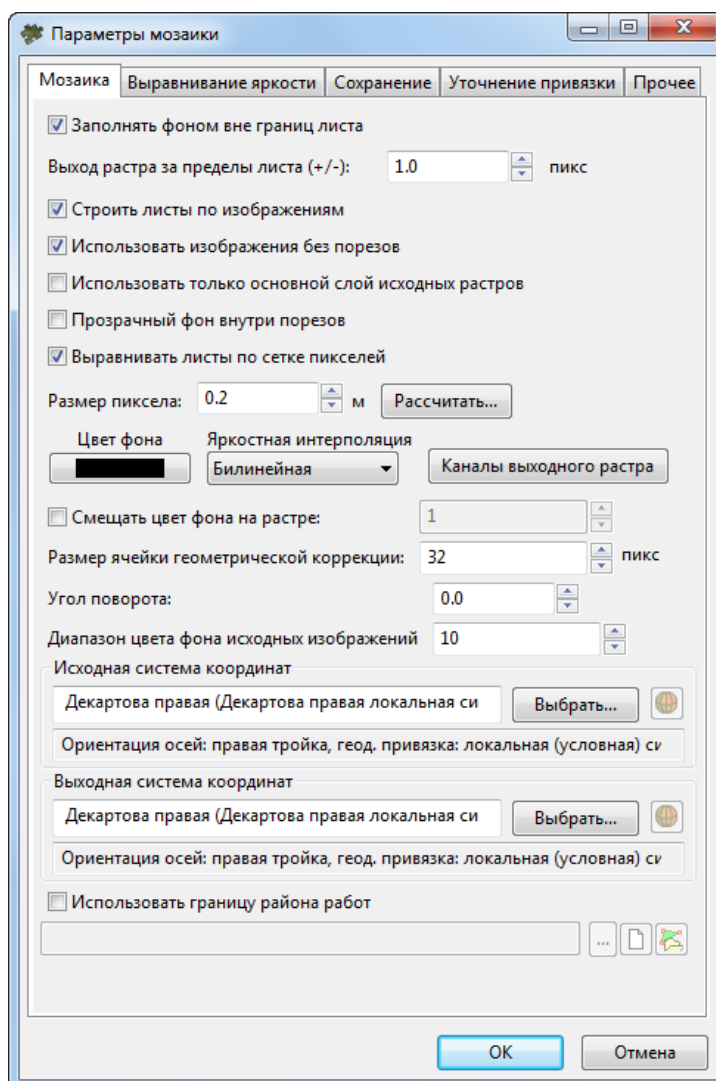 Параметры мозаики
Мозаика Выравнивание яркости Сохранение Уточнение привязки Прочее
Заполнять фоном вне границ листа
Выход растра за пределы листа (+/-): 1.0 пикс
Строить листы по изображениям
Использовать изображения без порезов
Использовать только основной слой исходных растров
Прозрачный фон внутри порезов
Выравнивать листы по сетке пикселей
Размер пиксела: 0.2 м Рассчитать...
Цвет фона Яркостная интерполяция
Билинейная Каналы выходного растра
Смещать цвет фона на растре: 1
Размер ячейки геометрической коррекции: 32 пикс
Угол поворота: 0.0
Диапазон цвета фона исходных изображений 10
Исходная система координат
Декартова правая (Декартова правая локальная си Выбрать...
Ориентация осей: правая тройка, геод. привязка: локальная (условная) си
Выходная система координат
Декартова правая (Декартова правая локальная си Выбрать...
Ориентация осей: правая тройка, геод. привязка: локальная (условная) си
Использовать границу района работ
...
OK Отмена